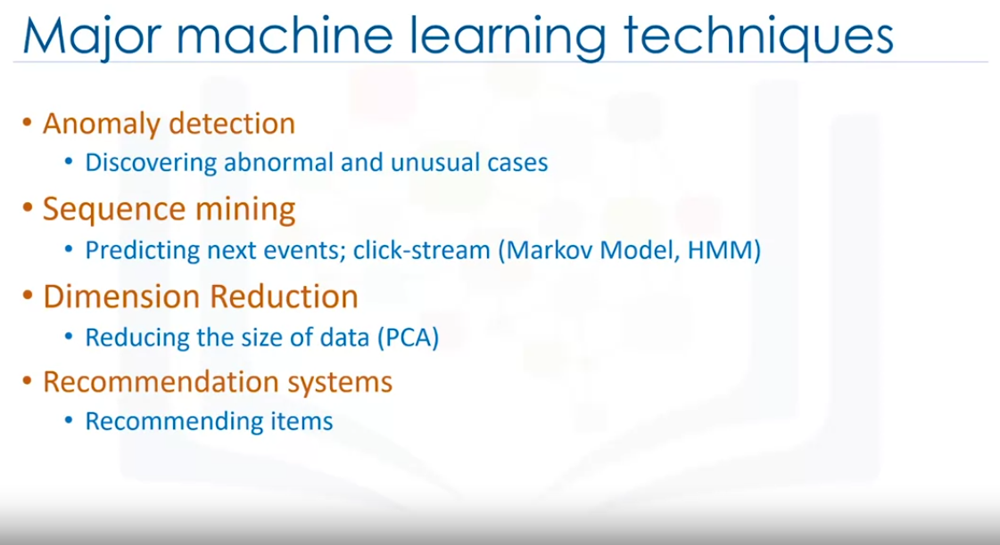 Major machine learning techniques
• Anomaly detection
• Discovering abnormal and unusual cases
• Sequence mining
• Predicting next events; click-stream (Markov Model, HMM)
• Dimension Reduction
• Reducing the size of data (PCA)
• Recommendation systems
• Recommending items